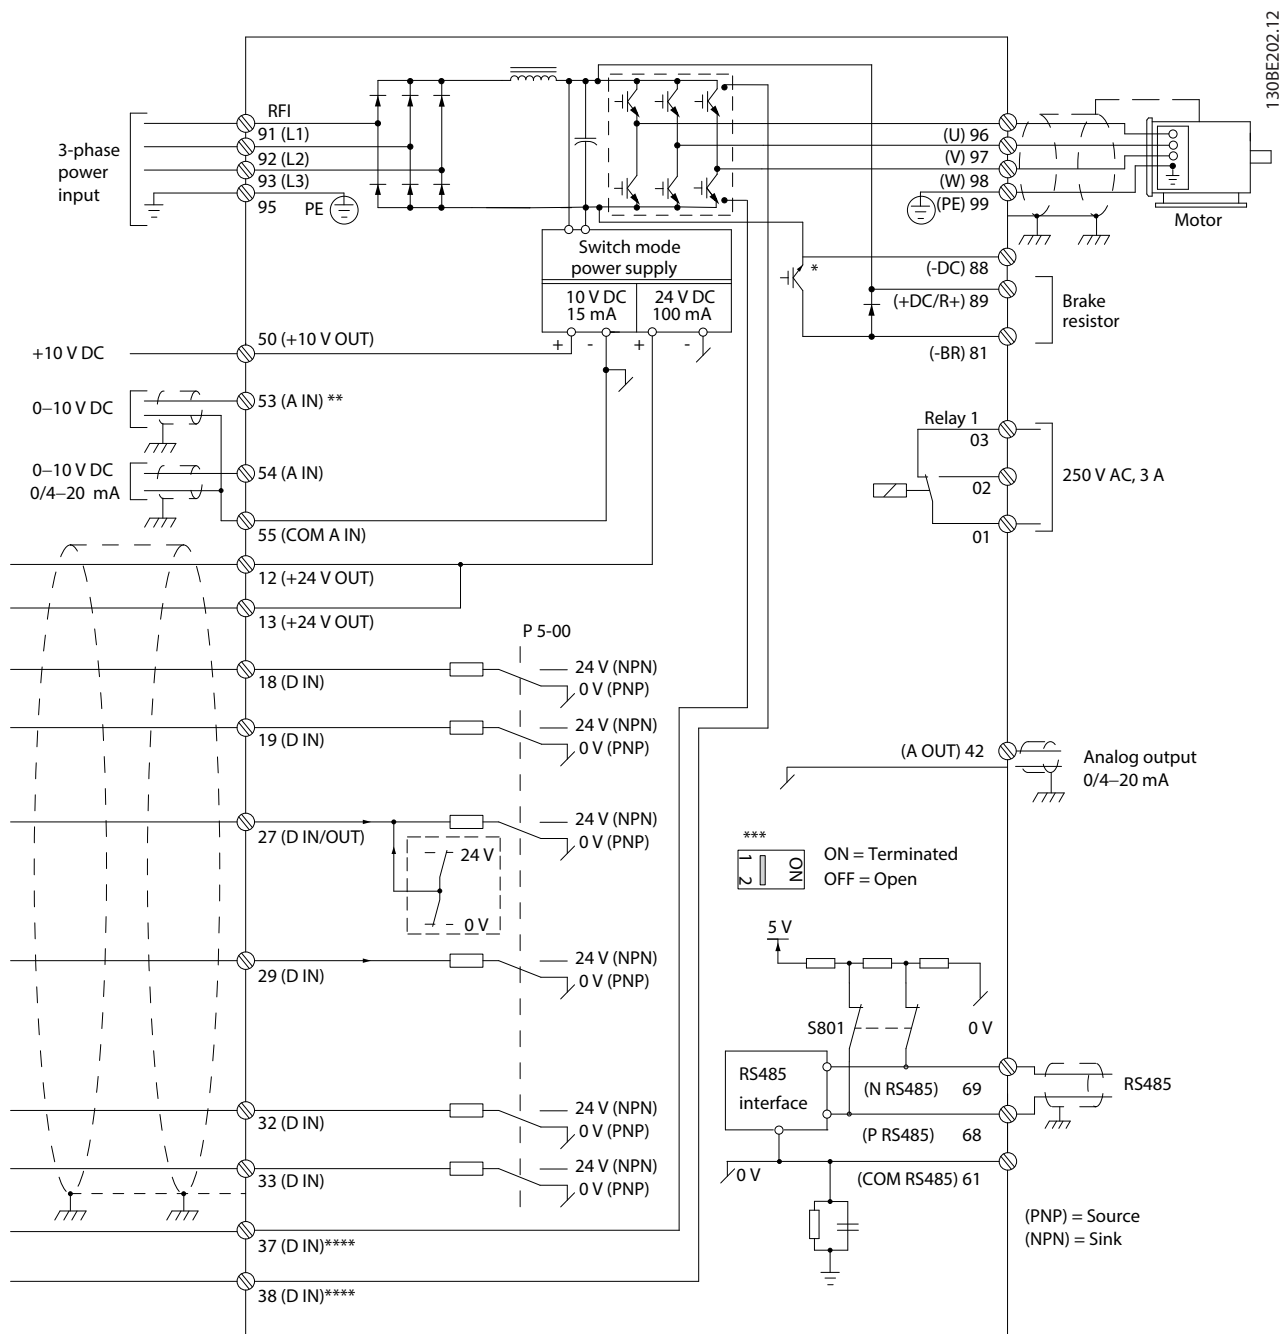 130BE202.12
RFI
91 (L1)
92 (L2)
93 (L3)
95
PE
3-phase
power
input
(U) 96
(V) 97
(W) 98
(PE) 99
Motor
Switch mode
power supply
10 V DC
15 mA
24 V DC
100 mA
+
-
+
-
*
(-DC) 88
(+DC/R+) 89
(-BR) 81
Brake
resistor
+10 V DC
50 (+10 V OUT)
0–10 V DC
53 (A IN) **
0–10 V DC
0/4–20 mA
54 (A IN)
55 (COM A IN)
Relay 1
03
02
01
250 V AC, 3 A
12 (+24 V OUT)
13 (+24 V OUT)
P 5-00
18 (D IN)
24 V (NPN)
0 V (PNP)
19 (D IN)
24 V (NPN)
0 V (PNP)
27 (D IN/OUT)
24 V (NPN)
0 V (PNP)
24 V
0 V
29 (D IN)
24 V (NPN)
0 V (PNP)
32 (D IN)
24 V (NPN)
0 V (PNP)
33 (D IN)
24 V (NPN)
0 V (PNP)
37 (D IN)****
38 (D IN)****
(A OUT) 42
Analog output
0/4–20 mA
***
1 2
ON
ON = Terminated
OFF = Open
5 V
S801
0 V
RS485
interface
(N RS485) 69
(P RS485) 68
RS485
0 V
(COM RS485) 61
(PNP) = Source
(NPN) = Sink